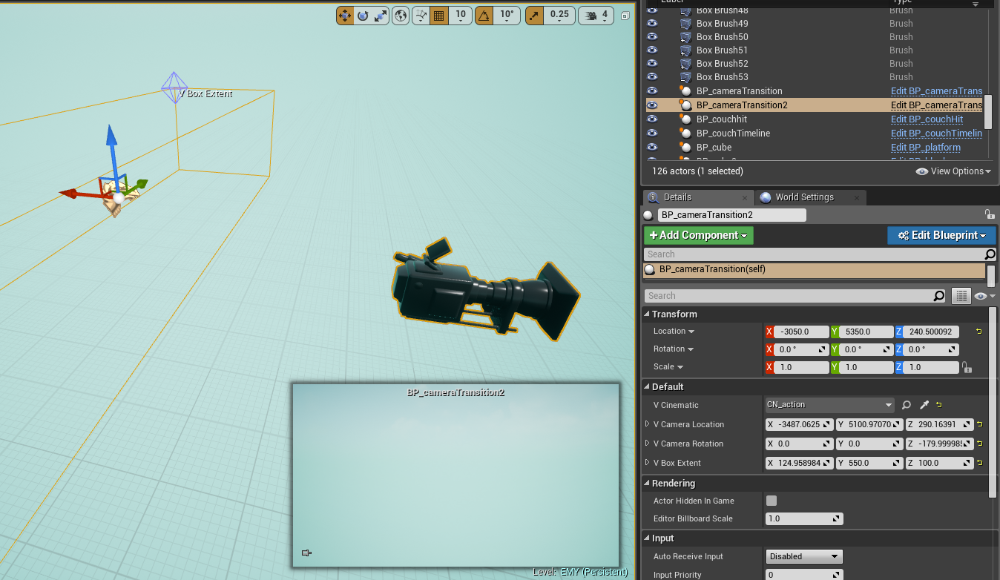 10
10°
0.25
4
Label
Type
Box Brush48 Brush
Box Brush49 Brush
Box Brush50 Brush
Box Brush51 Brush
Box Brush52 Brush
Box Brush53 Brush
BP_cameraTransition Edit BP_cameraTrans
BP_cameraTransition2 Edit BP_cameraTrans
BP_couchhit Edit BP_couchHit
BP_couchTimeline Edit BP_couchTimelin
BP_cube Edit BP_platform
126 actors (1 selected) View Options
Details × World Settings ×
BP_cameraTransition2
+ Add Component Edit Blueprint
Search
BP_cameraTransition(self)
Search
Transform
Location X -3050.0 Y 5350.0 Z 240.500092
Rotation X 0.0 ° Y 0.0 ° Z 0.0 °
Scale X 1.0 Y 1.0 Z 1.0
Default
V Cinematic CN_action
V Camera Location X -3487.0625 Y 5100.97070 Z 290.16391
V Camera Rotation X 0.0 Y 0.0 Z -179.99998
V Box Extent X 124.958984 Y 550.0 Z 100.0
Rendering
Actor Hidden In Game
Editor Billboard Scale 1.0
Input
Auto Receive Input Disabled
Input Priority 0
V Box Extent
BP_cameraTransition2
Level: EMY (Persistent)